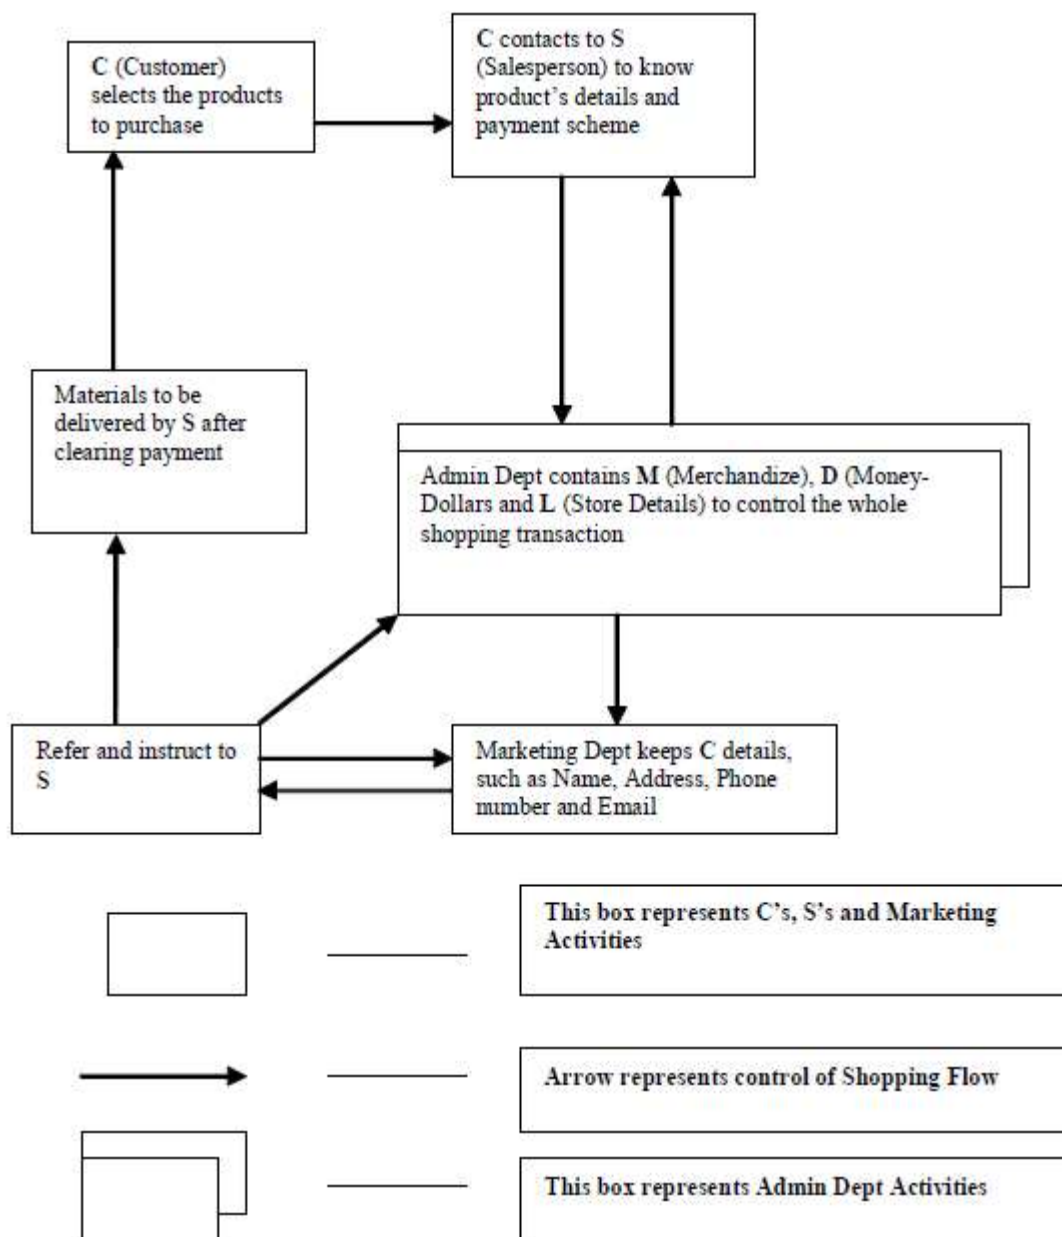 C (Customer)
selects the products
to purchase
C contacts to S
(Salesperson) to know
product’s details and
payment scheme
Materials to be
delivered by S after
clearing payment
Admin Dept contains M (Merchandize), D (Money-
Dollars and L (Store Details) to control the whole
shopping transaction
Refer and instruct to
S
Marketing Dept keeps C details,
such as Name, Address, Phone
number and Email
This box represents C’s, S’s and Marketing
Activities
Arrow represents control of Shopping Flow
This box represents Admin Dept Activities